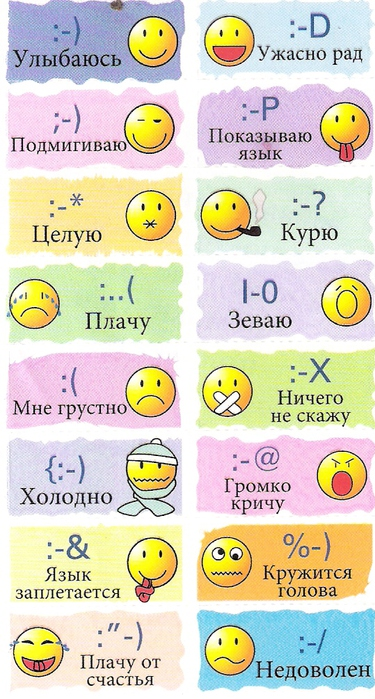 :-)
Улыбаюсь
:-D
Ужасно рад
;-)
Подмигиваю
:-P
Показываю
язык
:-*
Целую
:-?
Курю
:..(
Плачу
I-0
Зеваю
:(
Мне грустно
:-X
Ничего
не скажу
{:-)
Холодно
:-@
Громко
кричу
:-&
Язык
заплетается
%-)
Кружится
голова
:"-)
Плачу от
счастья
:-/
Недоволен